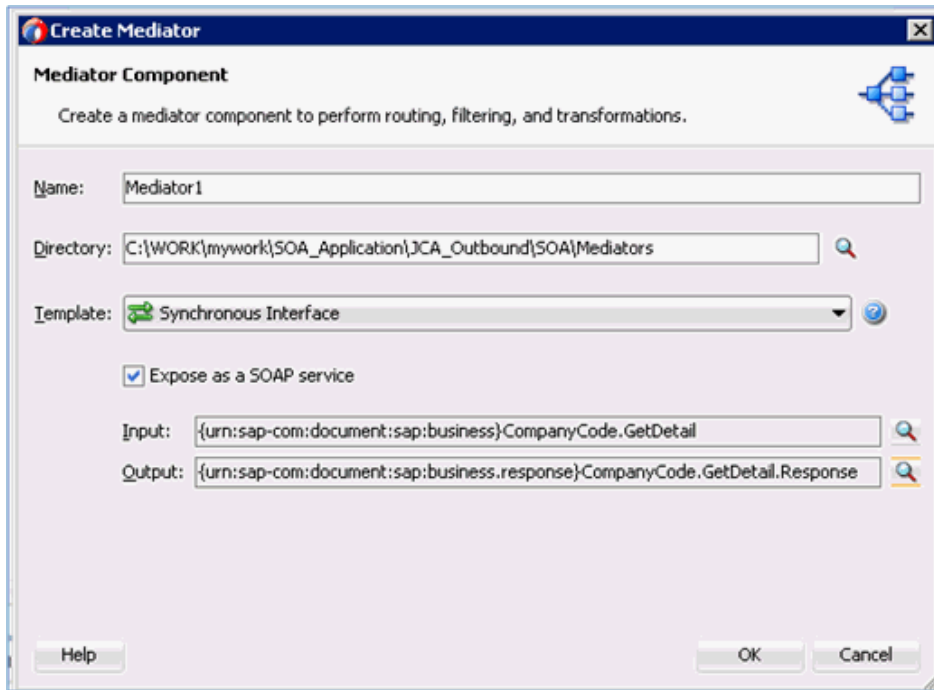 Create Mediator
Mediator Component
Create a mediator component to perform routing, filtering, and transformations.
Name: Mediator1
Directory: C:\WORK\mywork\SOA_Application\JCA_Outbound\SOA\Mediators
Template: Synchronous Interface
Expose as a SOAP service
Input: {urn:sap-com:document:sap:business}CompanyCode.GetDetail
Output: {urn:sap-com:document:sap:business.response}CompanyCode.GetDetail.Response
Help OK Cancel